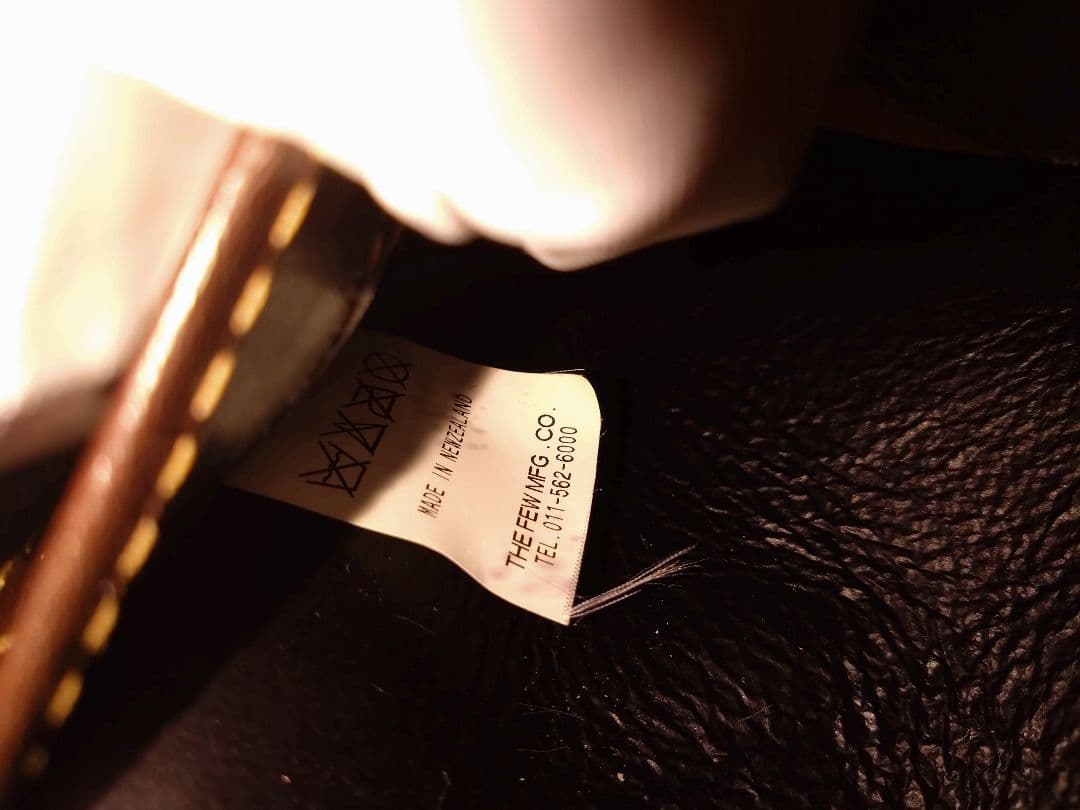 MADE IN NEWZEALAND
THE FEW MFG.CO.
TEL. 011-562-6000